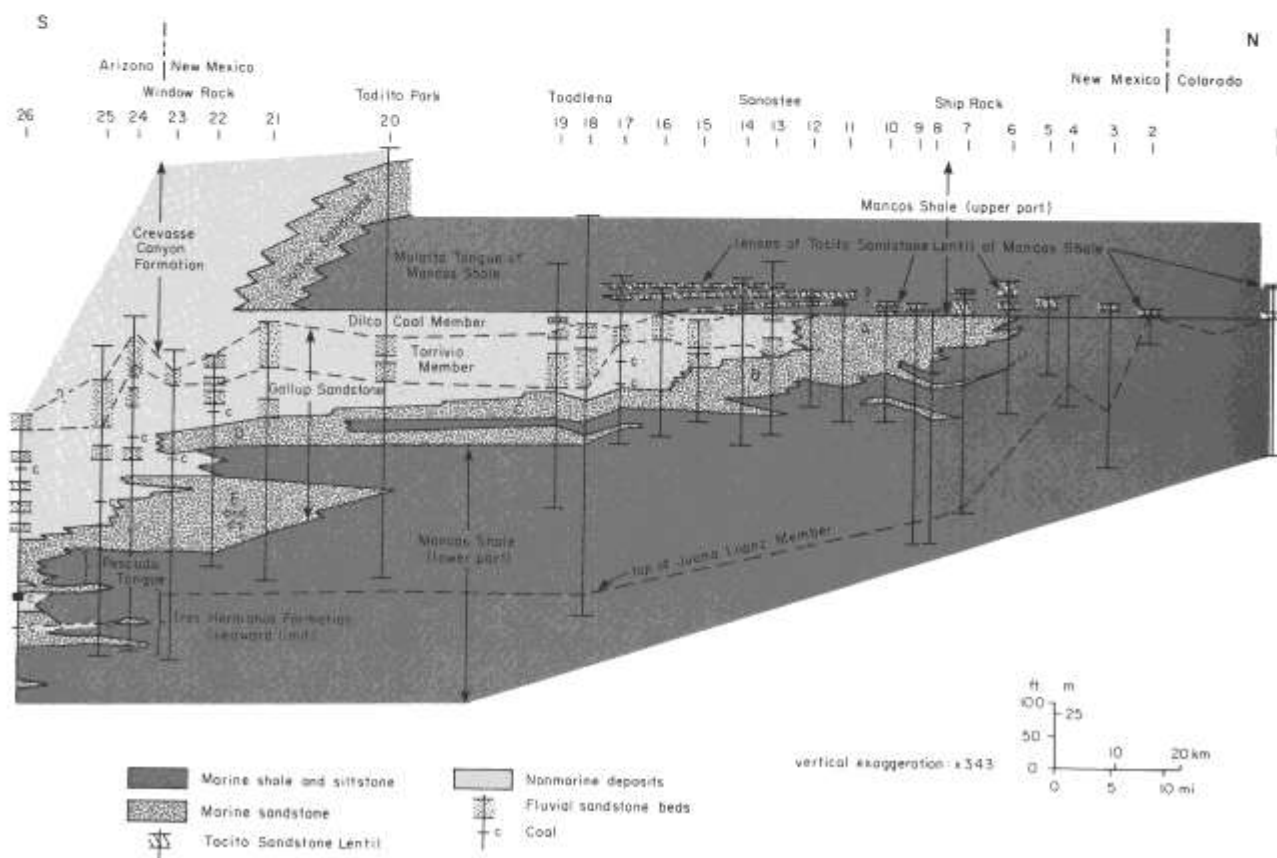 S
N
Arizona New Mexico
New Mexico Colorado
Window Rock
Todilto Park
Toadlena
Sanostee
Ship Rock
26 25 24 23 22 21 20 19 18 17 16 15 14 13 12 11 10 9 8 7 6 5 4 3 2 1
Mancos Shale (upper part)
Crevasse
Canyon
Formation
lenses of Tocito Sandstone Lentil of Mancos Shale
Mulatto Tongue of
Mancos Shale
?
Dilco Coal Member
Torrivio
Member
Gallup Sandstone
A
B
C
D
E
?
c
c
c
c
c
c
c
Mancos Shale
(lower part)
Pescado
Tongue
top of Juana Lopez Member
Tres Hermanos Formation
(seaward limit)
ft m
100
25
50
0
10 20 km
0 5 10 mi
vertical exaggeration: x343
Marine shale and siltstone
Marine sandstone
Tocito Sandstone Lentil
Nonmarine deposits
Fluvial sandstone beds
c Coal